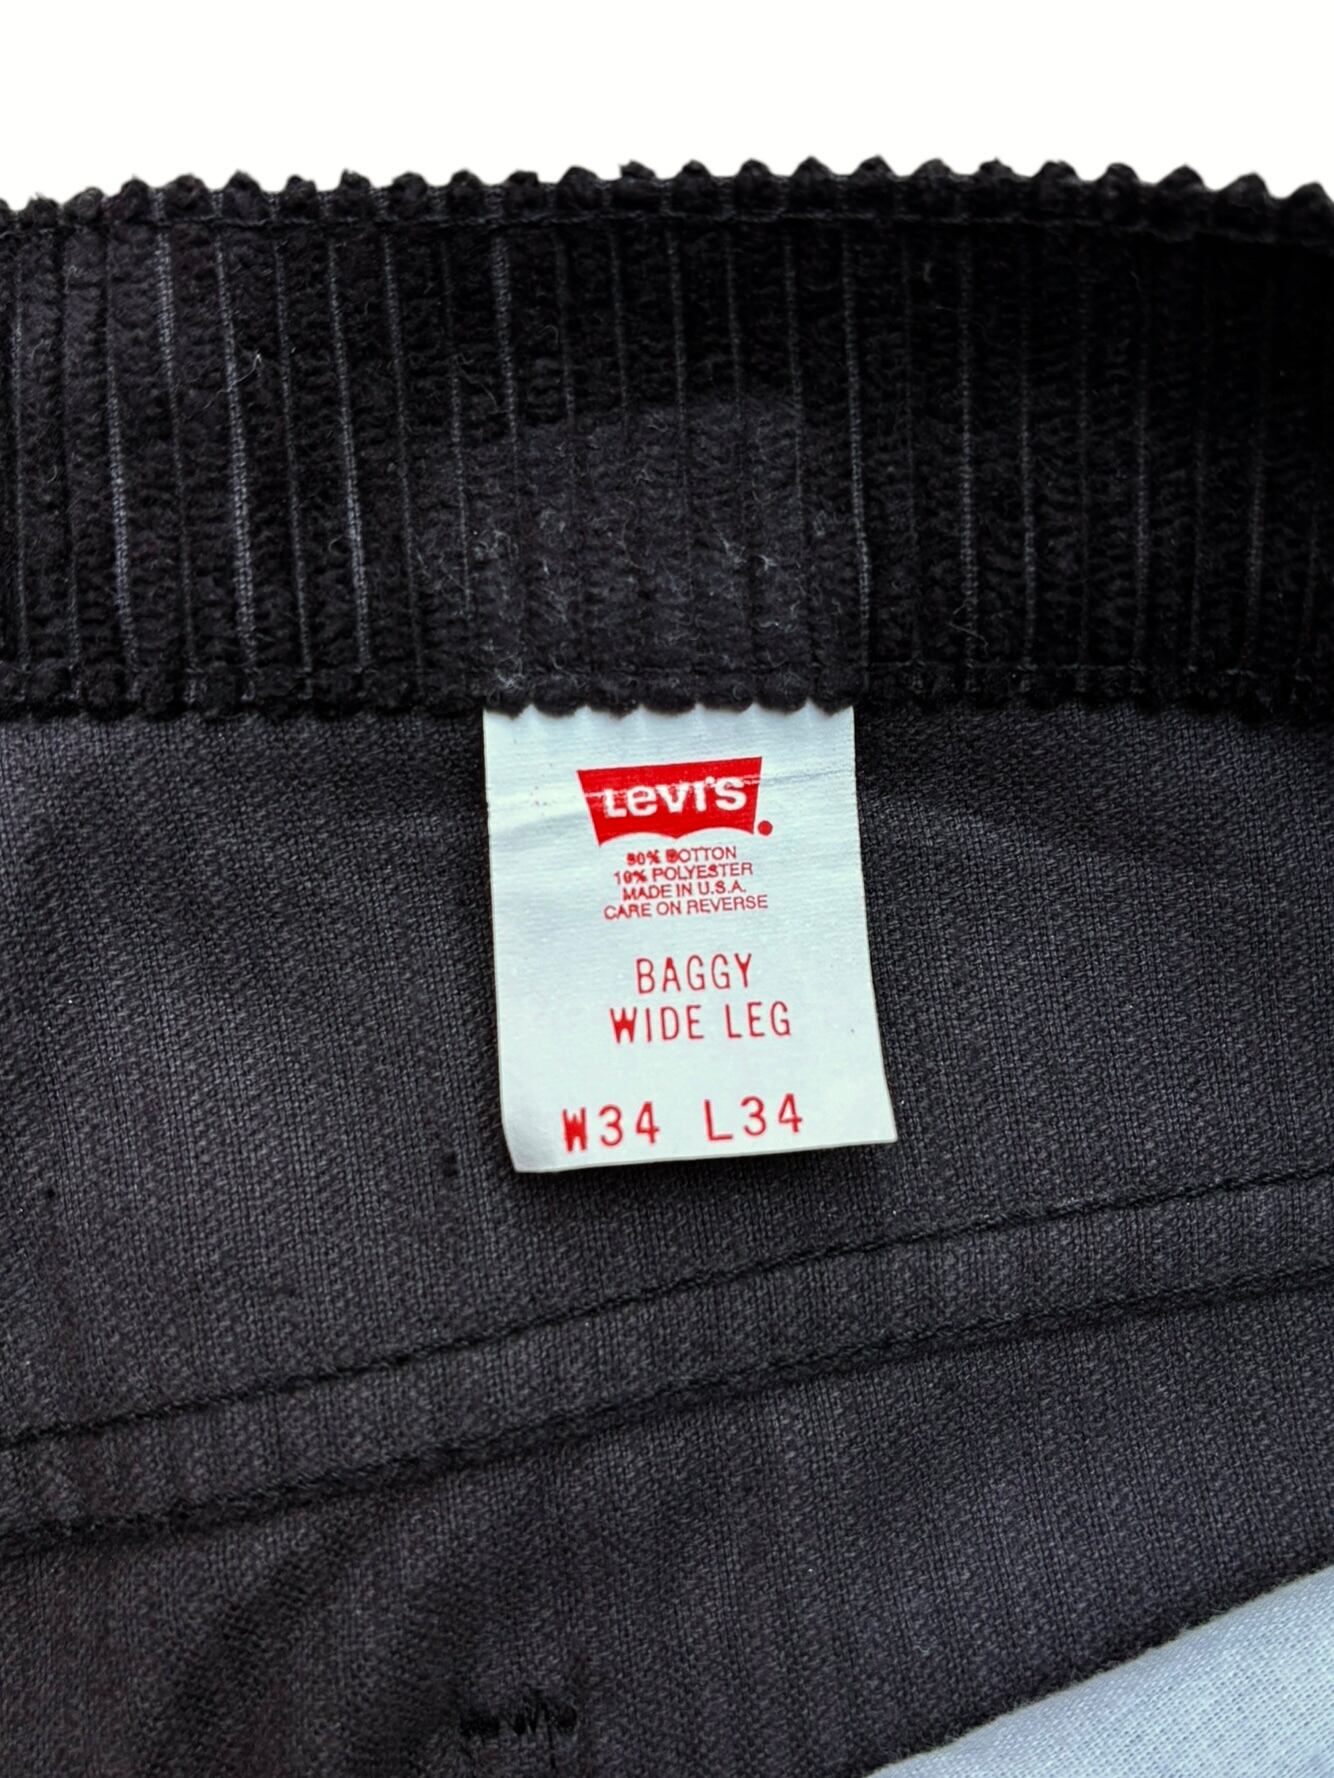 Levi's
90% COTTON
10% POLYESTER
MADE IN U.S.A.
CARE ON REVERSE
BAGGY
WIDE LEG
W34 L34